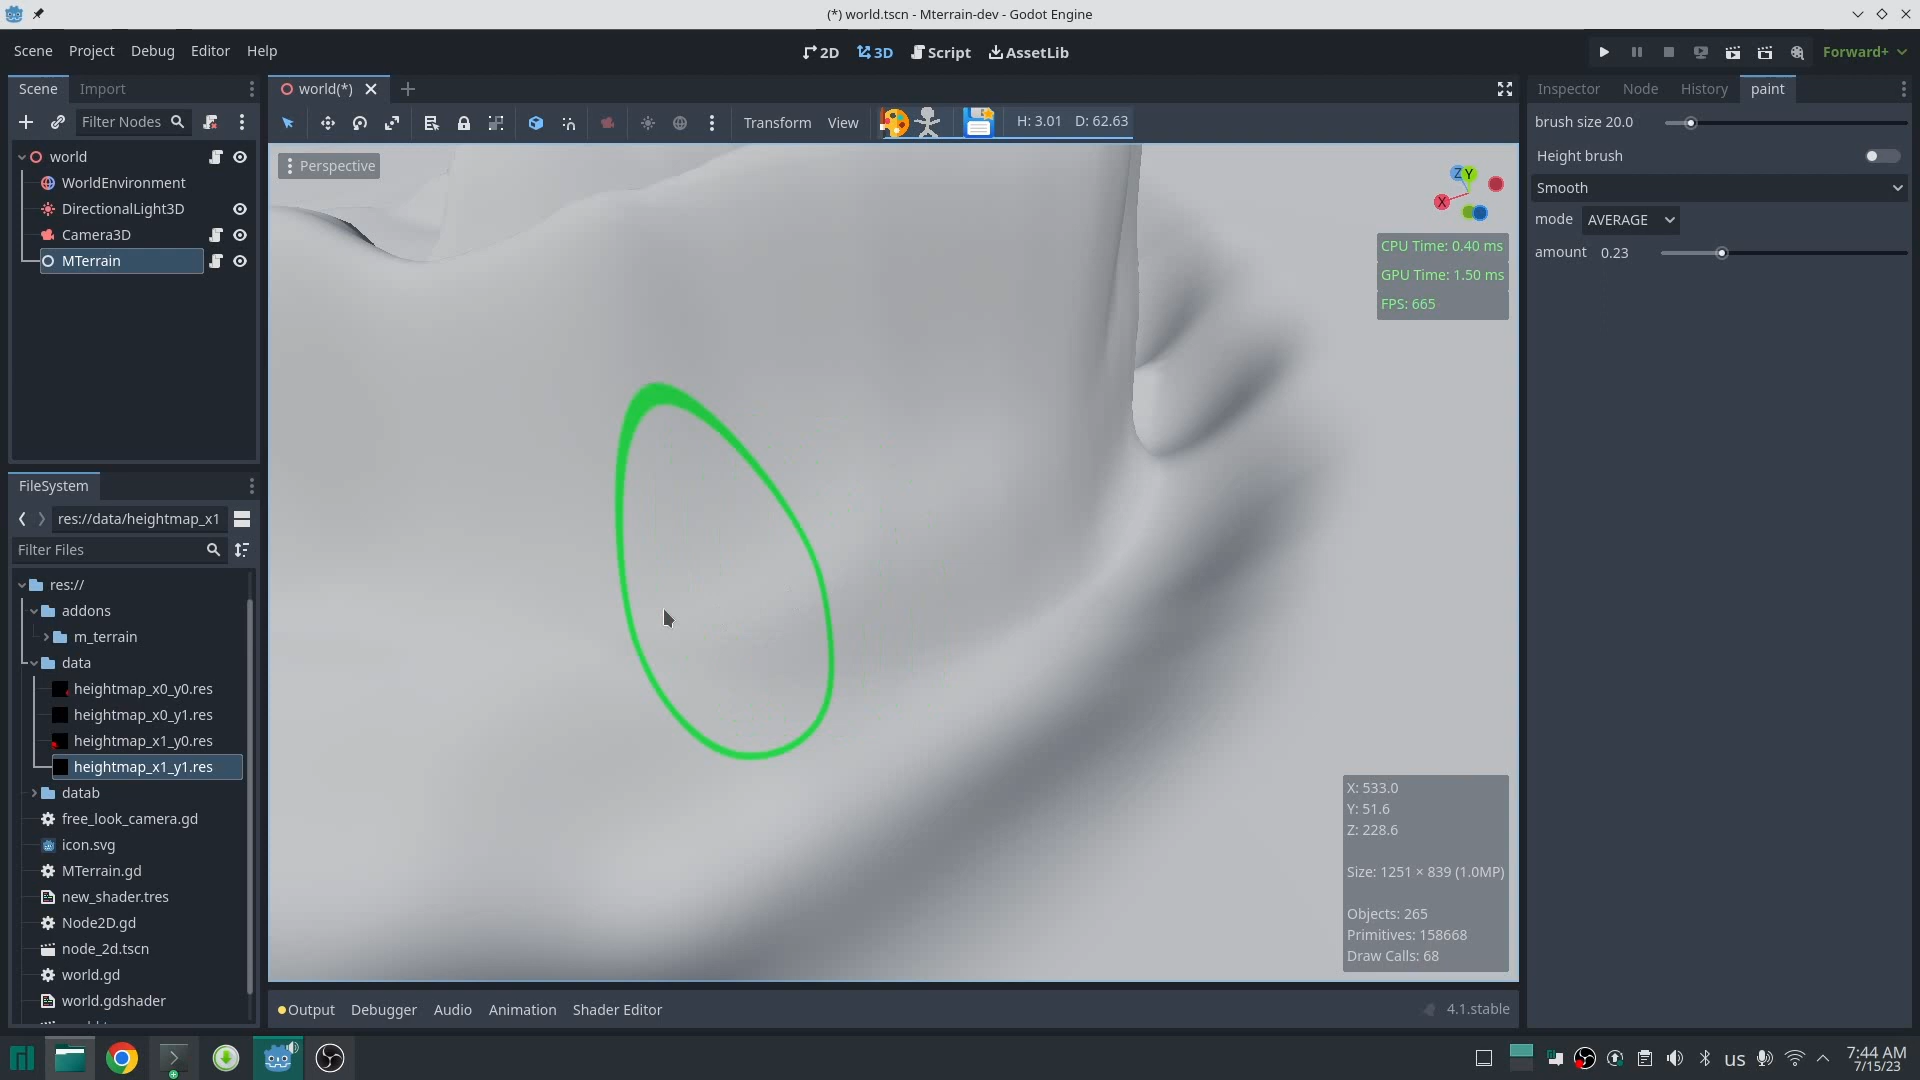 (*) world.tscn - Mterrain-dev - Godot Engine
Scene Project Debug Editor Help
2D 3D Script AssetLib
Forward+
Scene Import
world(*)
Inspector Node History paint
Filter Nodes
Transform View
H: 3.01 D: 62.63
brush size 20.0
Height brush
Smooth
mode AVERAGE
amount 0.23
world
WorldEnvironment
DirectionalLight3D
Camera3D
MTerrain
Perspective
Z Y
X
CPU Time: 0.40 ms
GPU Time: 1.50 ms
FPS: 665
FileSystem
res://data/heightmap_x1
Filter Files
res://
addons
m_terrain
data
heightmap_x0_y0.res
heightmap_x0_y1.res
heightmap_x1_y0.res
heightmap_x1_y1.res
datab
free_look_camera.gd
icon.svg
MTerrain.gd
new_shader.tres
Node2D.gd
node_2d.tscn
world.gd
world.gdshader
X: 533.0
Y: 51.6
Z: 228.6
Size: 1251 × 839 (1.0MP)
Objects: 265
Primitives: 158668
Draw Calls: 68
Output Debugger Audio Animation Shader Editor
4.1.stable
us
7:44 AM
7/15/23